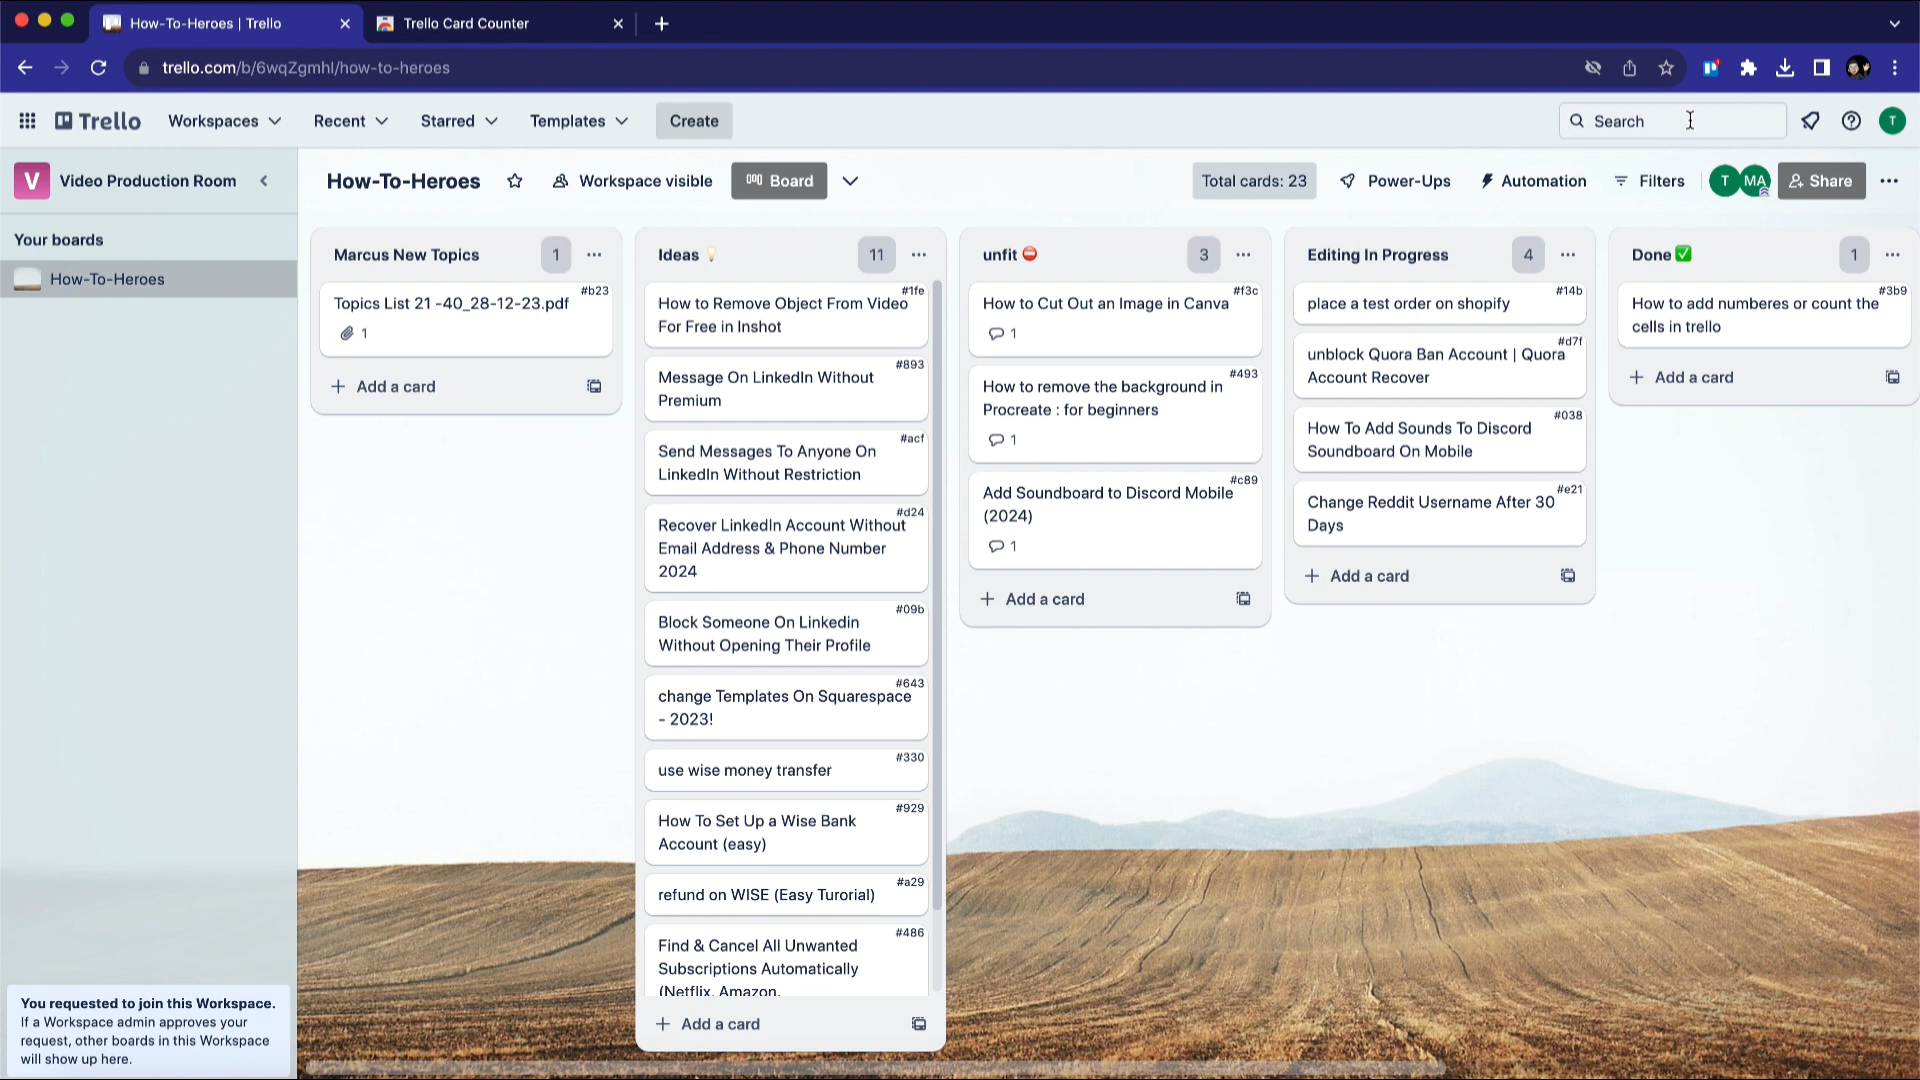 How-To-Heroes | Trello
Trello Card Counter
trello.com/b/6wqZgmhl/how-to-heroes
Trello
Workspaces
Recent
Starred
Templates
Create
Search
T
V
Video Production Room
How-To-Heroes
Workspace visible
Board
Total cards: 23
Power-Ups
Automation
Filters
T
MA
Share
Your boards
How-To-Heroes
Marcus New Topics
1
#b23
Topics List 21 -40_28-12-23.pdf
1
+ Add a card
Ideas 💡
11
#1fe
How to Remove Object From Video
For Free in Inshot
#893
Message On LinkedIn Without
Premium
#acf
Send Messages To Anyone On
LinkedIn Without Restriction
#d24
Recover LinkedIn Account Without
Email Address & Phone Number
2024
#09b
Block Someone On Linkedin
Without Opening Their Profile
#643
change Templates On Squarespace
- 2023!
#330
use wise money transfer
#929
How To Set Up a Wise Bank
Account (easy)
#a29
refund on WISE (Easy Turorial)
#486
Find & Cancel All Unwanted
Subscriptions Automatically
(Netflix, Amazon,
+ Add a card
unfit ⛔
3
#f3c
How to Cut Out an Image in Canva
1
#493
How to remove the background in
Procreate : for beginners
1
#c89
Add Soundboard to Discord Mobile
(2024)
1
+ Add a card
Editing In Progress
4
#14b
place a test order on shopify
#d7f
unblock Quora Ban Account | Quora
Account Recover
#038
How To Add Sounds To Discord
Soundboard On Mobile
#e21
Change Reddit Username After 30
Days
+ Add a card
Done ✅
1
#3b9
How to add numberes or count the
cells in trello
+ Add a card
You requested to join this Workspace.
If a Workspace admin approves your
request, other boards in this Workspace
will show up here.